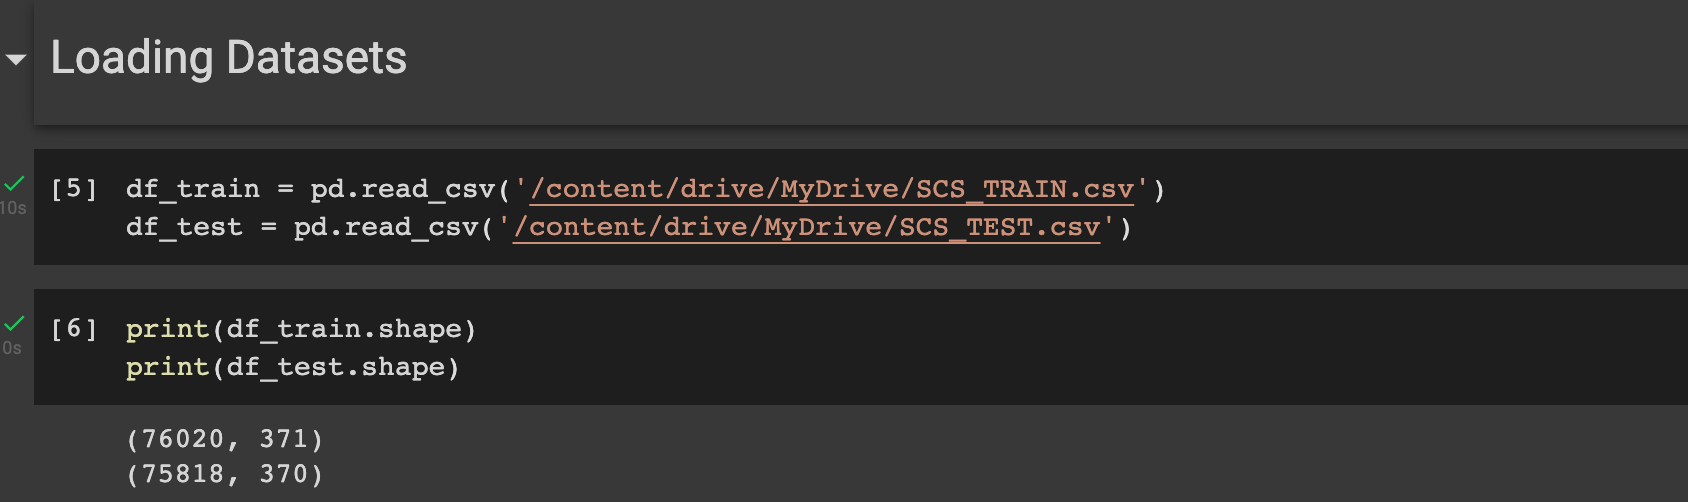 Loading Datasets
[5] df_train = pd.read_csv('/content/drive/MyDrive/SCS_TRAIN.csv')
10s
df_test = pd.read_csv('/content/drive/MyDrive/SCS_TEST.csv')
[6] print(df_train.shape)
0s
print(df_test.shape)
(76020, 371)
(75818, 370)